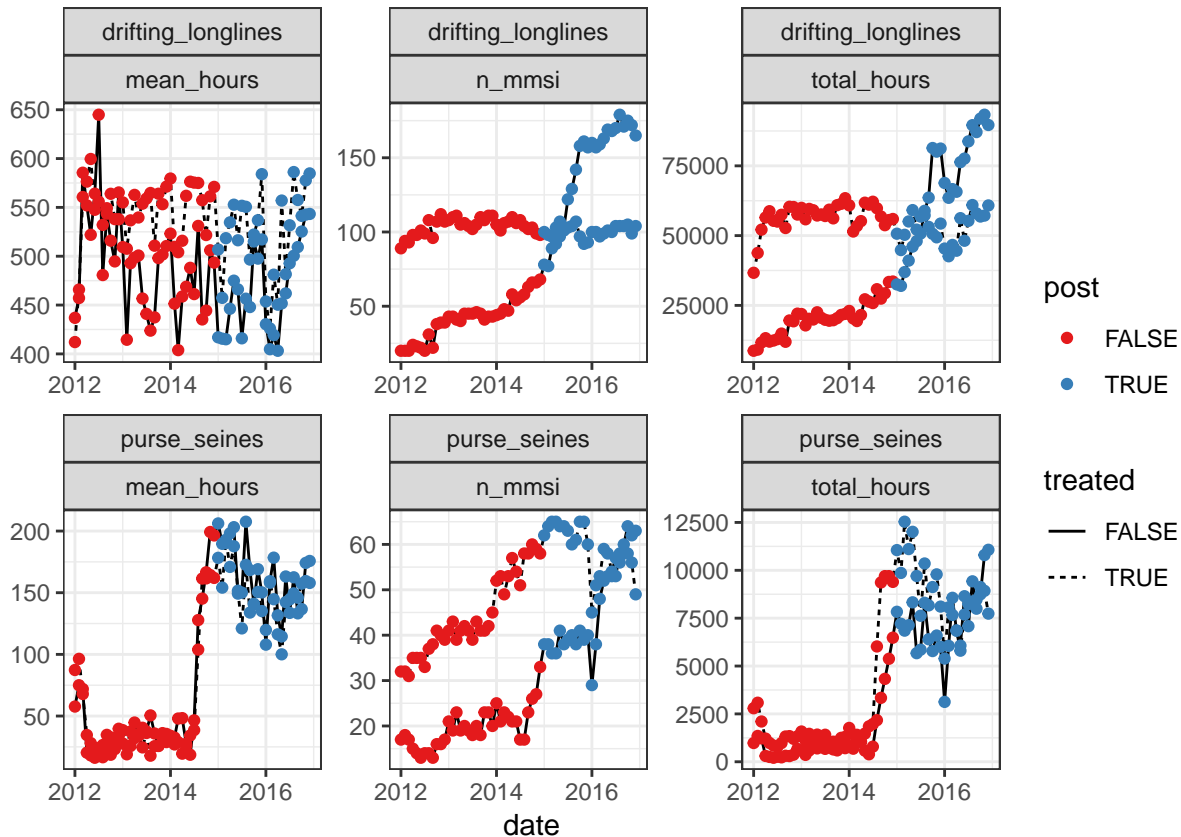 drifting_longlines drifting_longlines drifting_longlines
mean_hours n_mmsi total_hours
650
600
550
500
450
400
150
100
50
75000
50000
25000
2012 2014 2016 2012 2014 2016 2012 2014 2016
purse_seines purse_seines purse_seines
mean_hours n_mmsi total_hours
200
150
100
50
60
50
40
30
20
12500
10000
7500
5000
2500
0
2012 2014 2016 2012 2014 2016 2012 2014 2016
date
post
FALSE
TRUE
treated
FALSE
TRUE